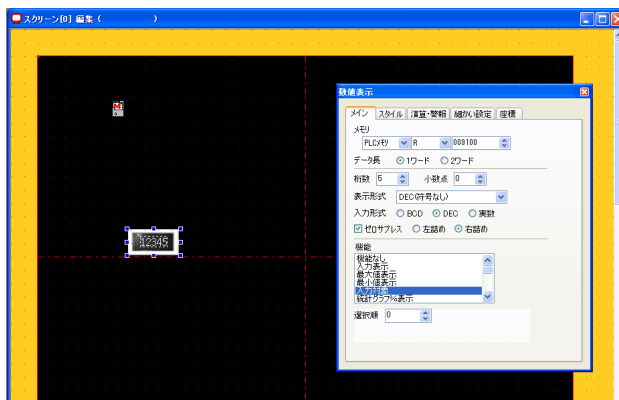 スクリーン[0] 編集 ( )
12345
数値表示
メイン スタイル 演算・警報 細かい設定 座標
メモリ
PLCメモリ R 009100
データ長 1ワード 2ワード
桁数 5 小数点 0
表示形式 DEC(符号なし)
入力形式 BCD DEC 実数
ゼロサプレス 左詰め 右詰め
機能
機能なし
入力表示
最大値表示
最小値表示
入力対象
統計グラフ%表示
選択順 0